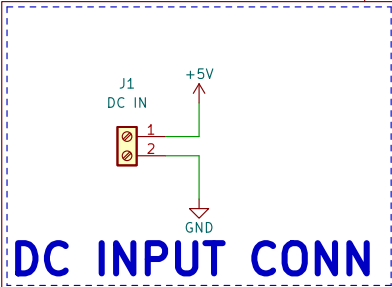 +5V
J1
DC IN
1
2
GND
DC INPUT CONN